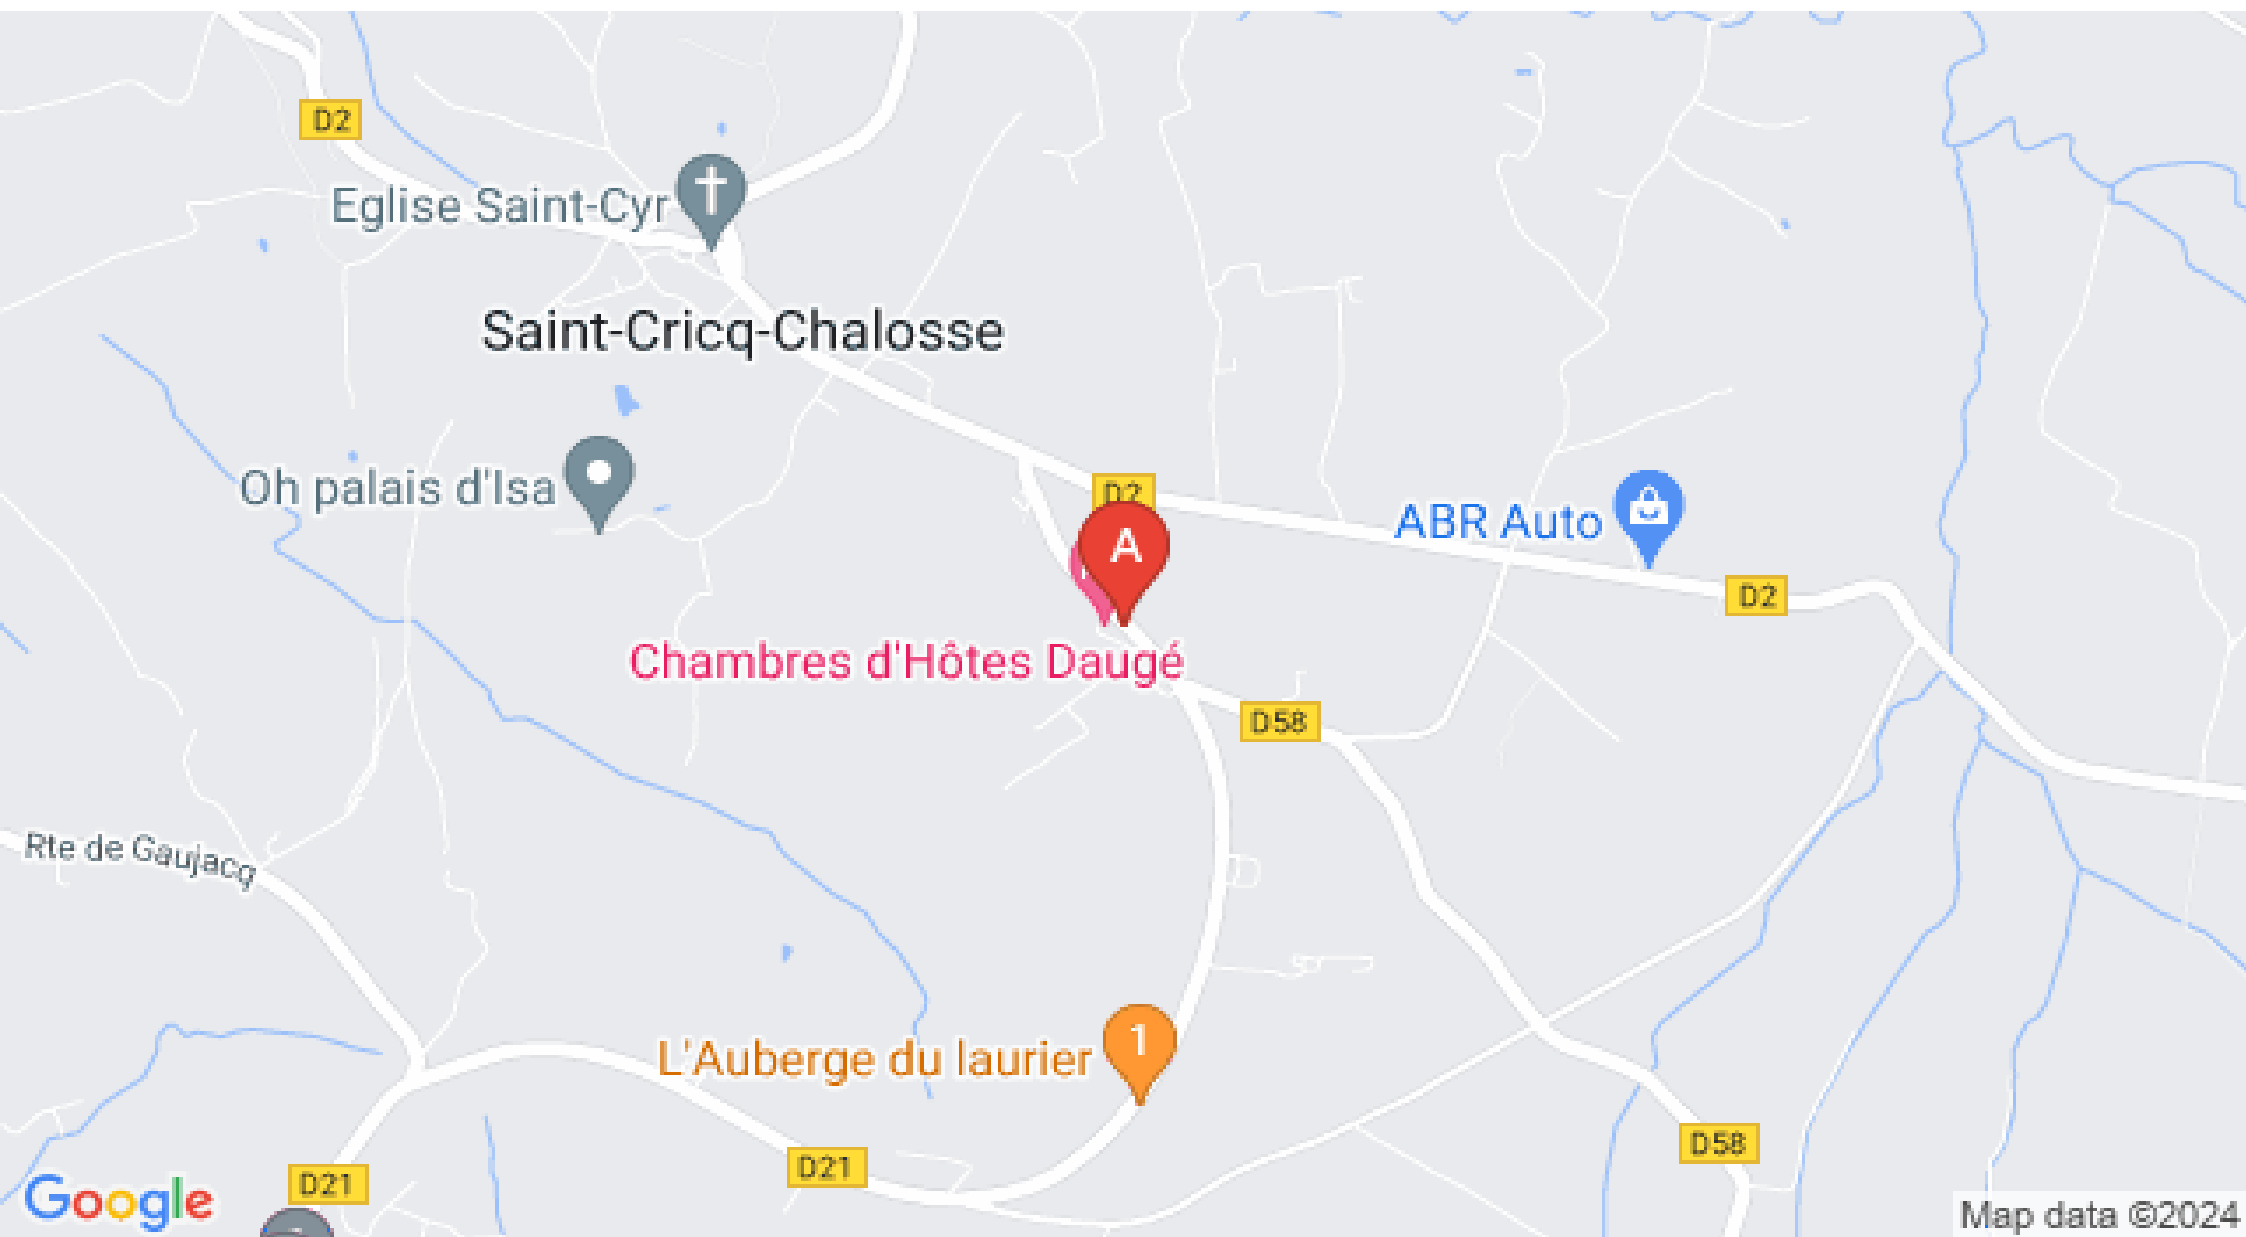 D2
Eglise Saint-Cyr
Saint-Cricq-Chalosse
Oh palais d'Isa
D2
A
ABR Auto
D2
Chambres d'Hôtes Daugé
D58
Rte de Gaujacq
1
L'Auberge du laurier
D58
D21
D21
Google
Map data ©2024